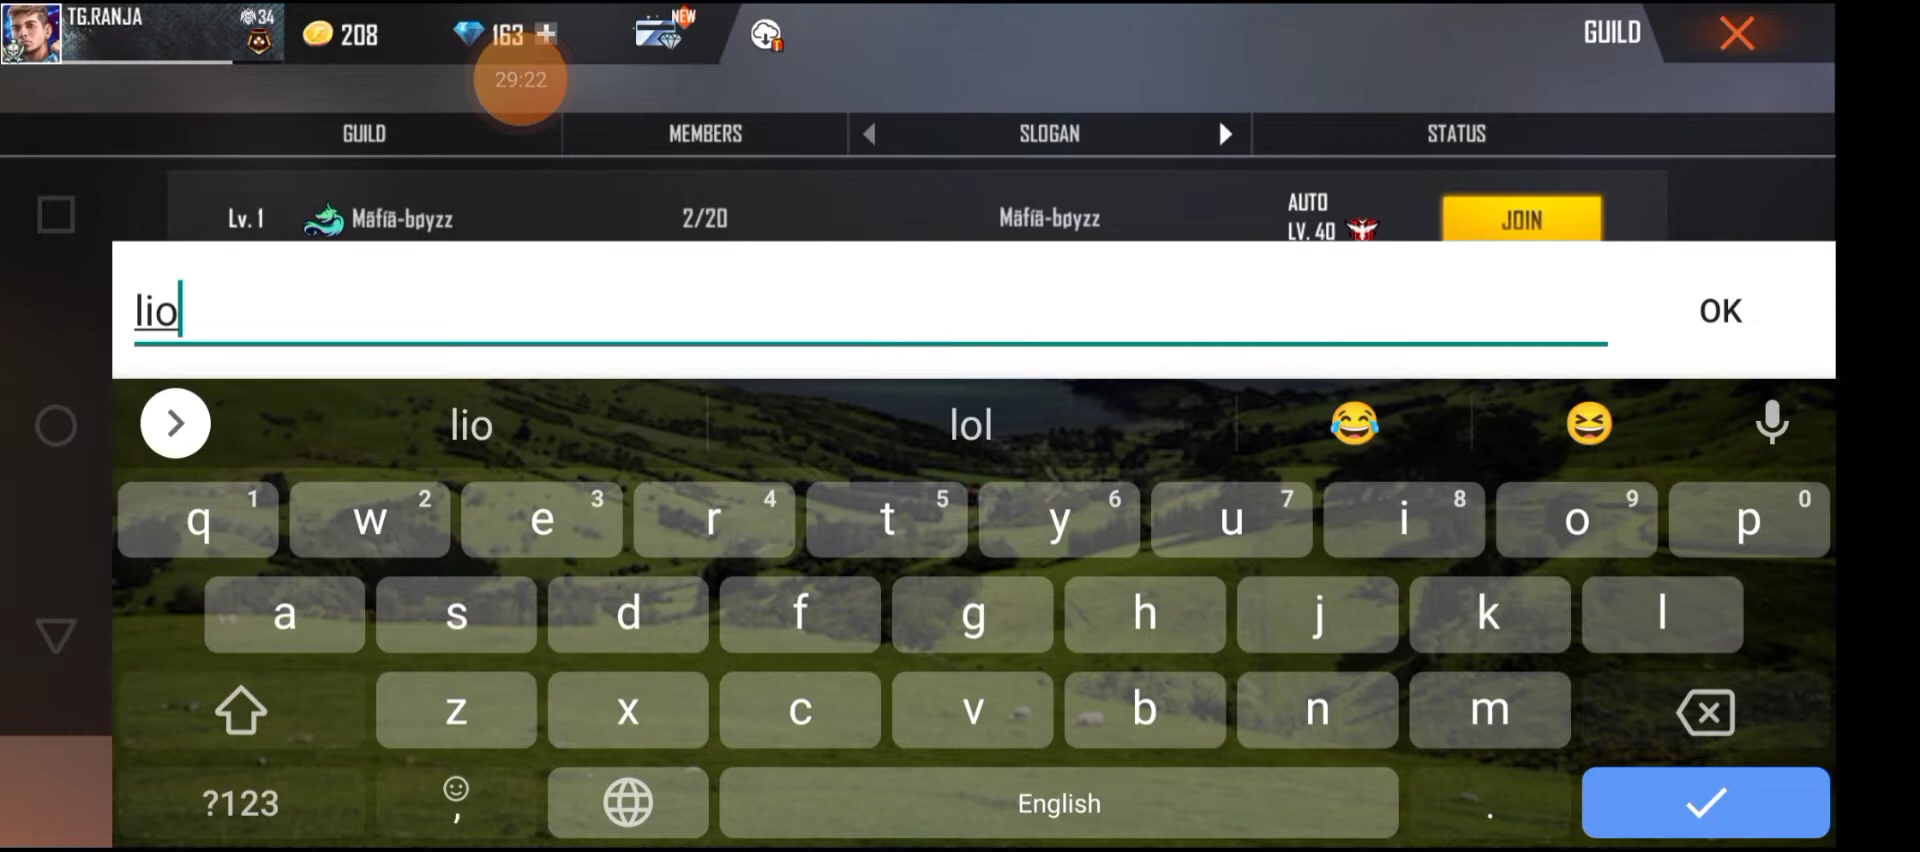 TG.RANJA
34
208
163
NEW
GUILD
29:22
GUILD MEMBERS SLOGAN STATUS
Lv. 1 Mäfíä-bøyzz 2/20 Mäfíä-bøyzz AUTO LV. 40 JOIN
lio OK
lio lol
q 1 w 2 e 3 r 4 t 5 y 6 u 7 i 8 o 9 p 0
a s d f g h j k l
z x c v b n m
?123 , English .